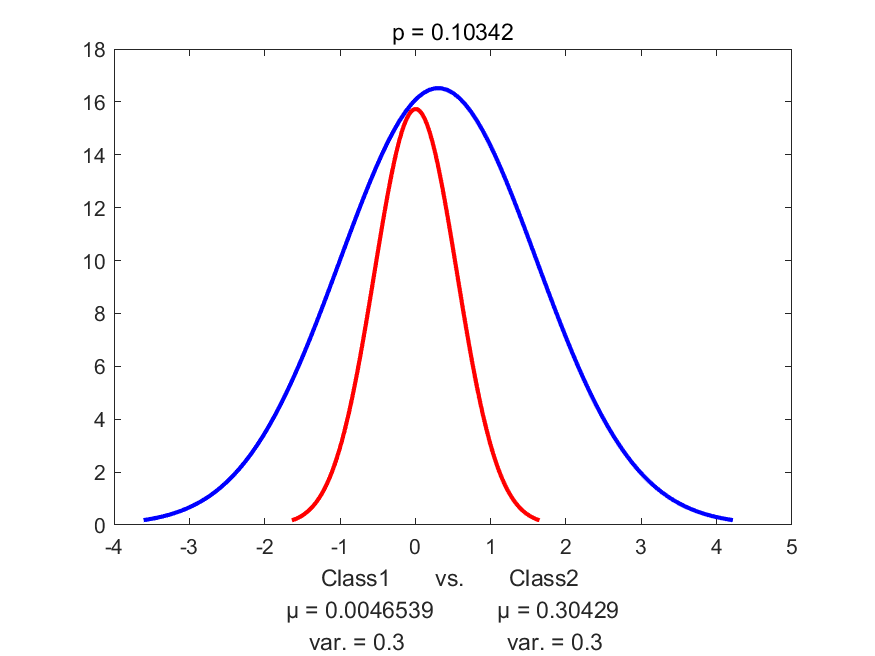 p = 0.10342
18
16
14
12
10
8
6
4
2
0
-4 -3 -2 -1 0 1 2 3 4 5
Class1 vs. Class2
μ = 0.0046539 μ = 0.30429
var. = 0.3 var. = 0.3